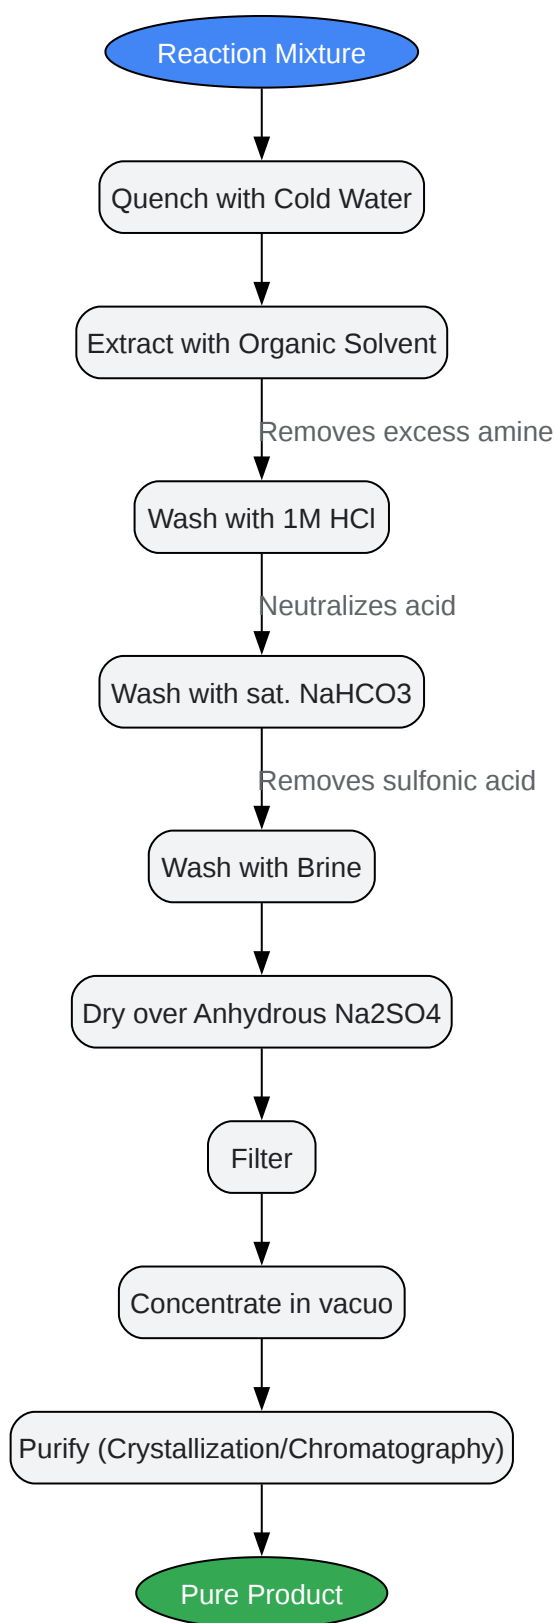 Reaction Mixture
Quench with Cold Water
Extract with Organic Solvent
Removes excess amine
Wash with 1M HCl
Neutralizes acid
Wash with sat. NaHCO3
Removes sulfonic acid
Wash with Brine
Dry over Anhydrous Na2SO4
Filter
Concentrate in vacuo
Purify (Crystallization/Chromatography)
Pure Product